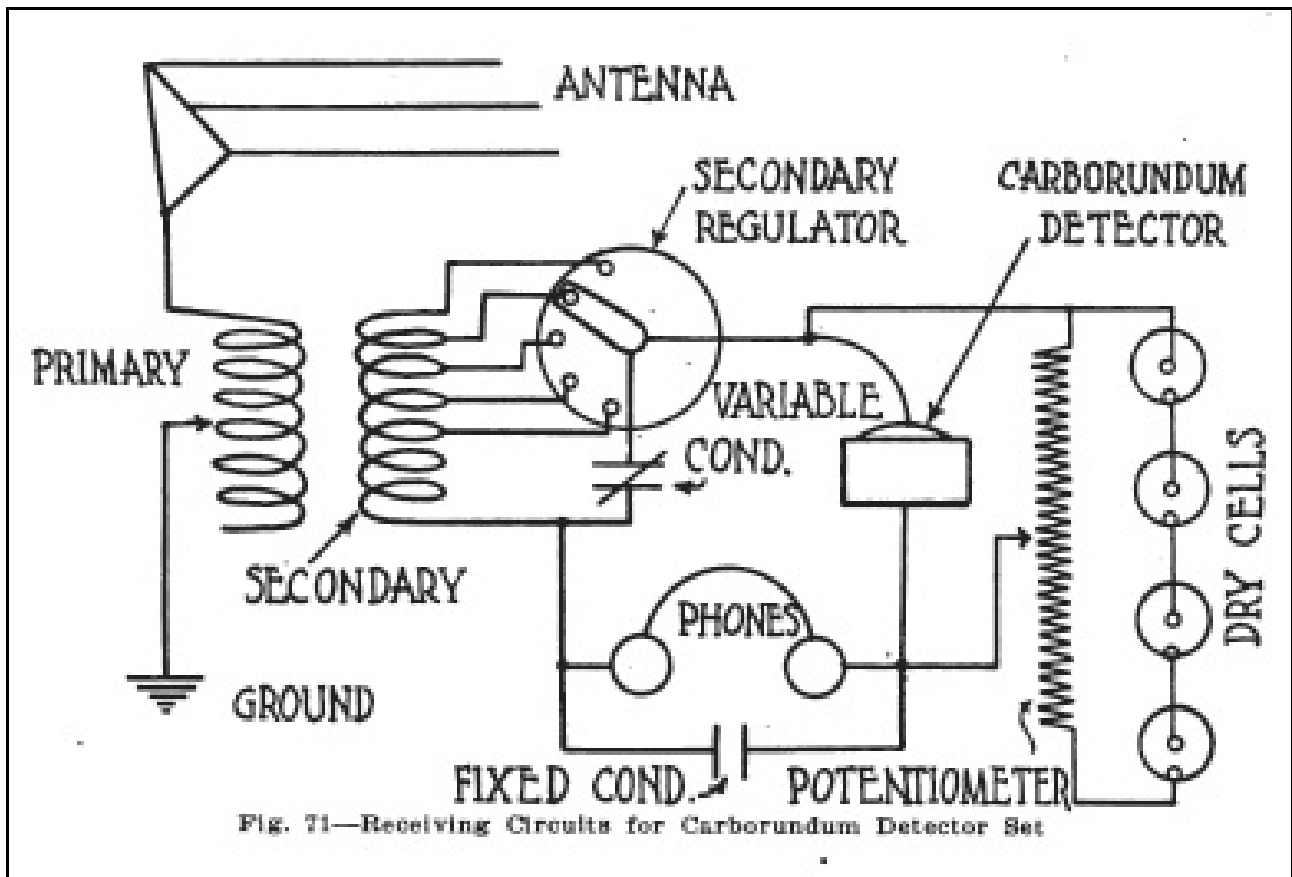 ANTENNA
SECONDARY
REGULATOR
CARBORUNDUM
DETECTOR
PRIMARY
VARIABLE
COND.
SECONDARY
PHONES
DRY CELLS
GROUND
FIXED COND.
POTENTIOMETER
Fig. 71—Receiving Circuits for Carborundum Detector Set